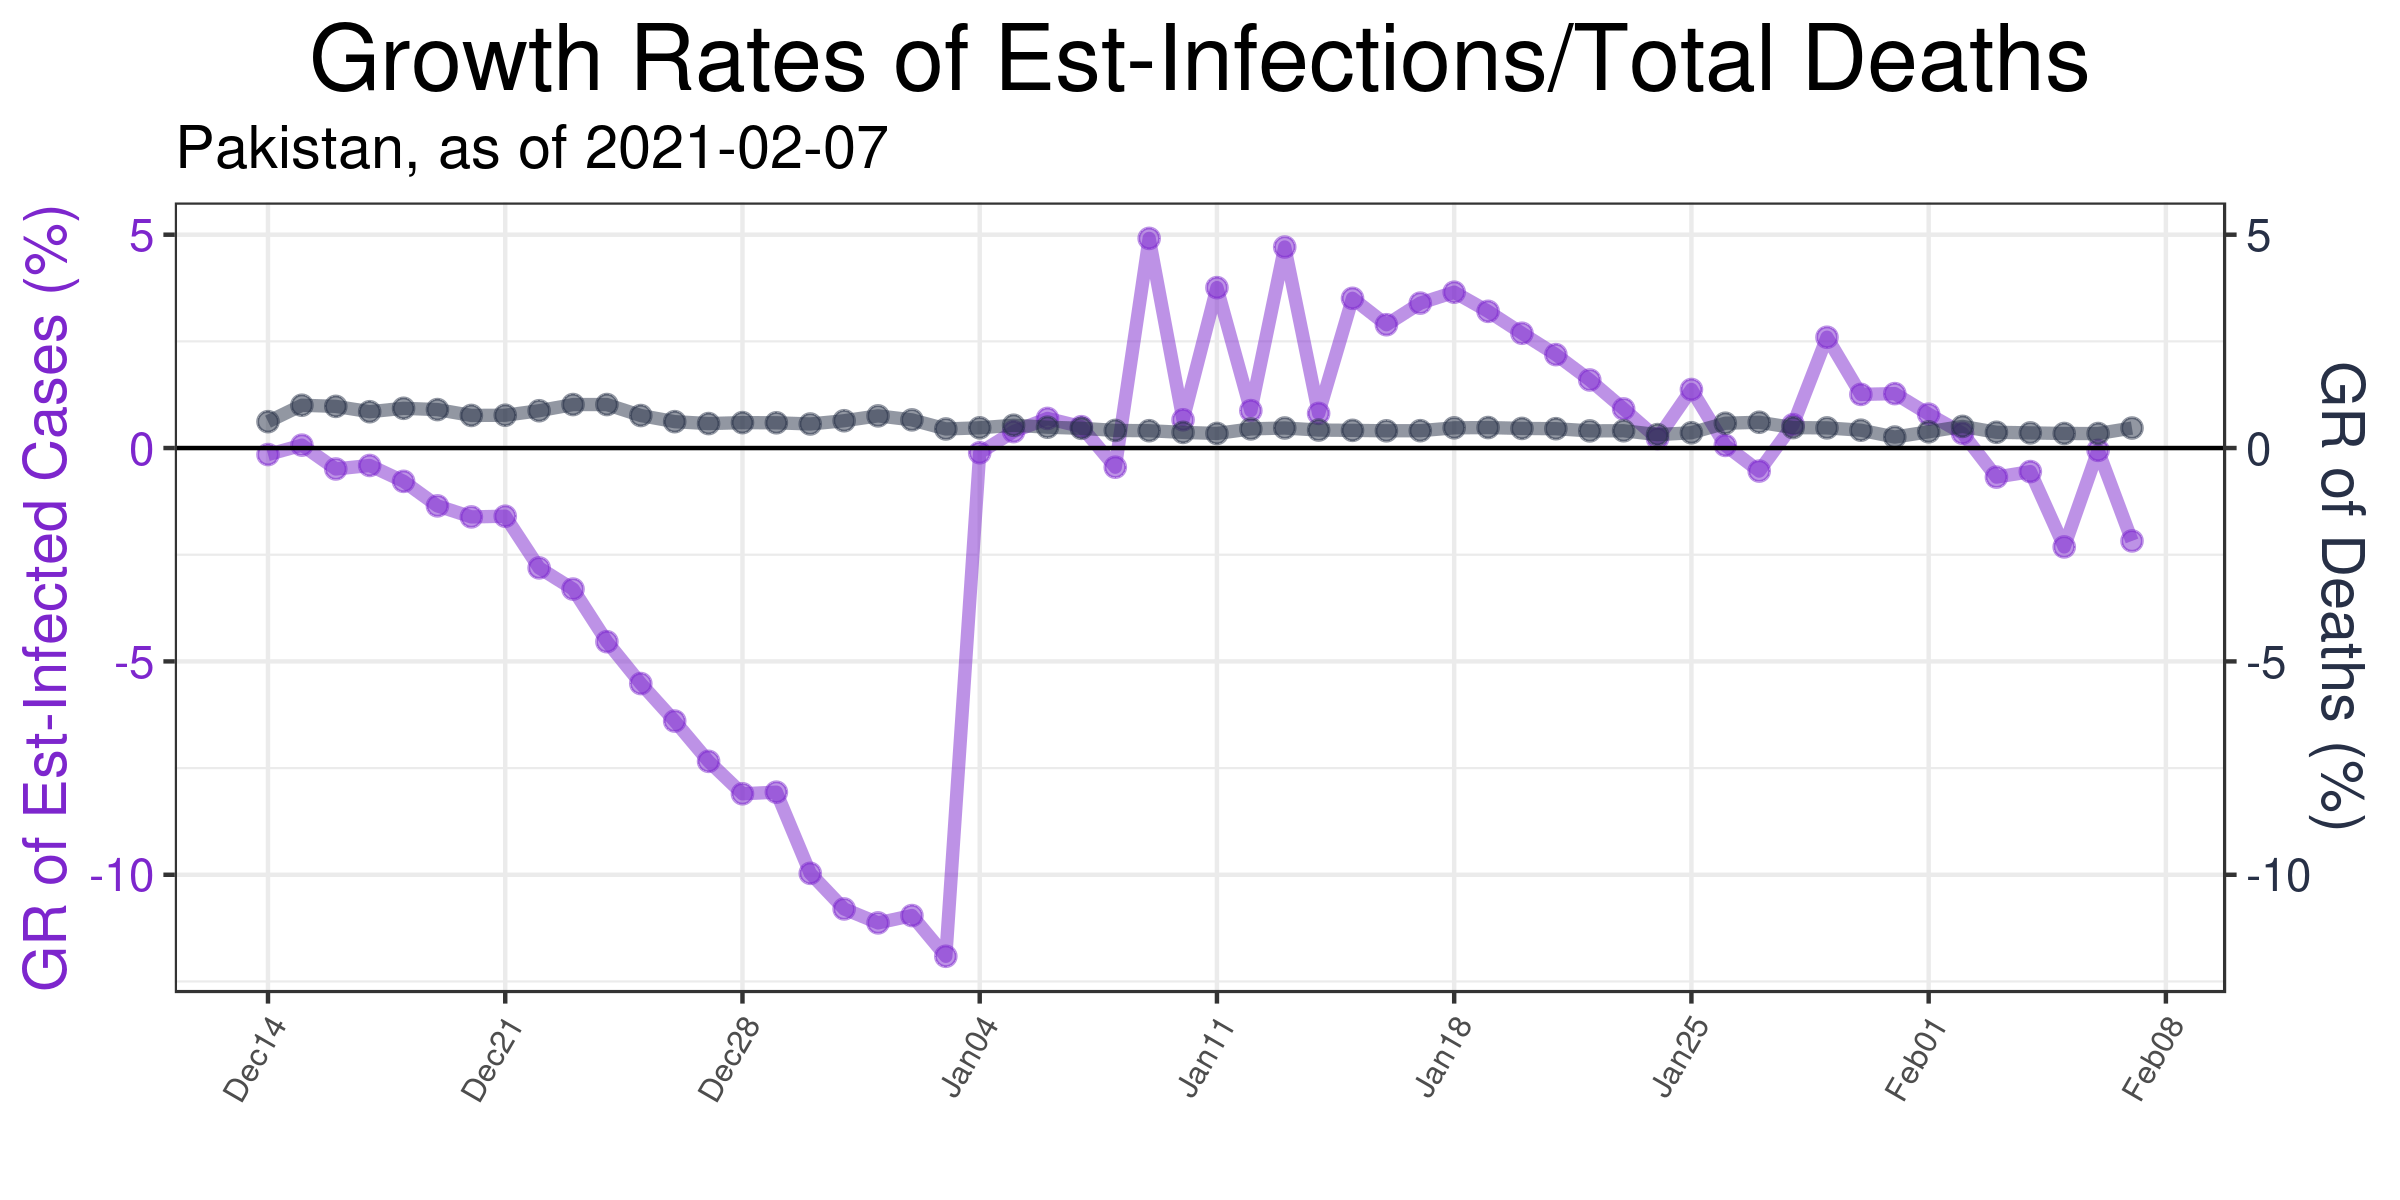 Growth Rates of Est-Infections/Total Deaths
Pakistan, as of 2021-02-07
GR of Est-Infected Cases (%)
5
0
-5
-10
5
0
-5
-10
GR of Deaths (%)
Dec14
Dec21
Dec28
Jan04
Jan11
Jan18
Jan25
Feb01
Feb08